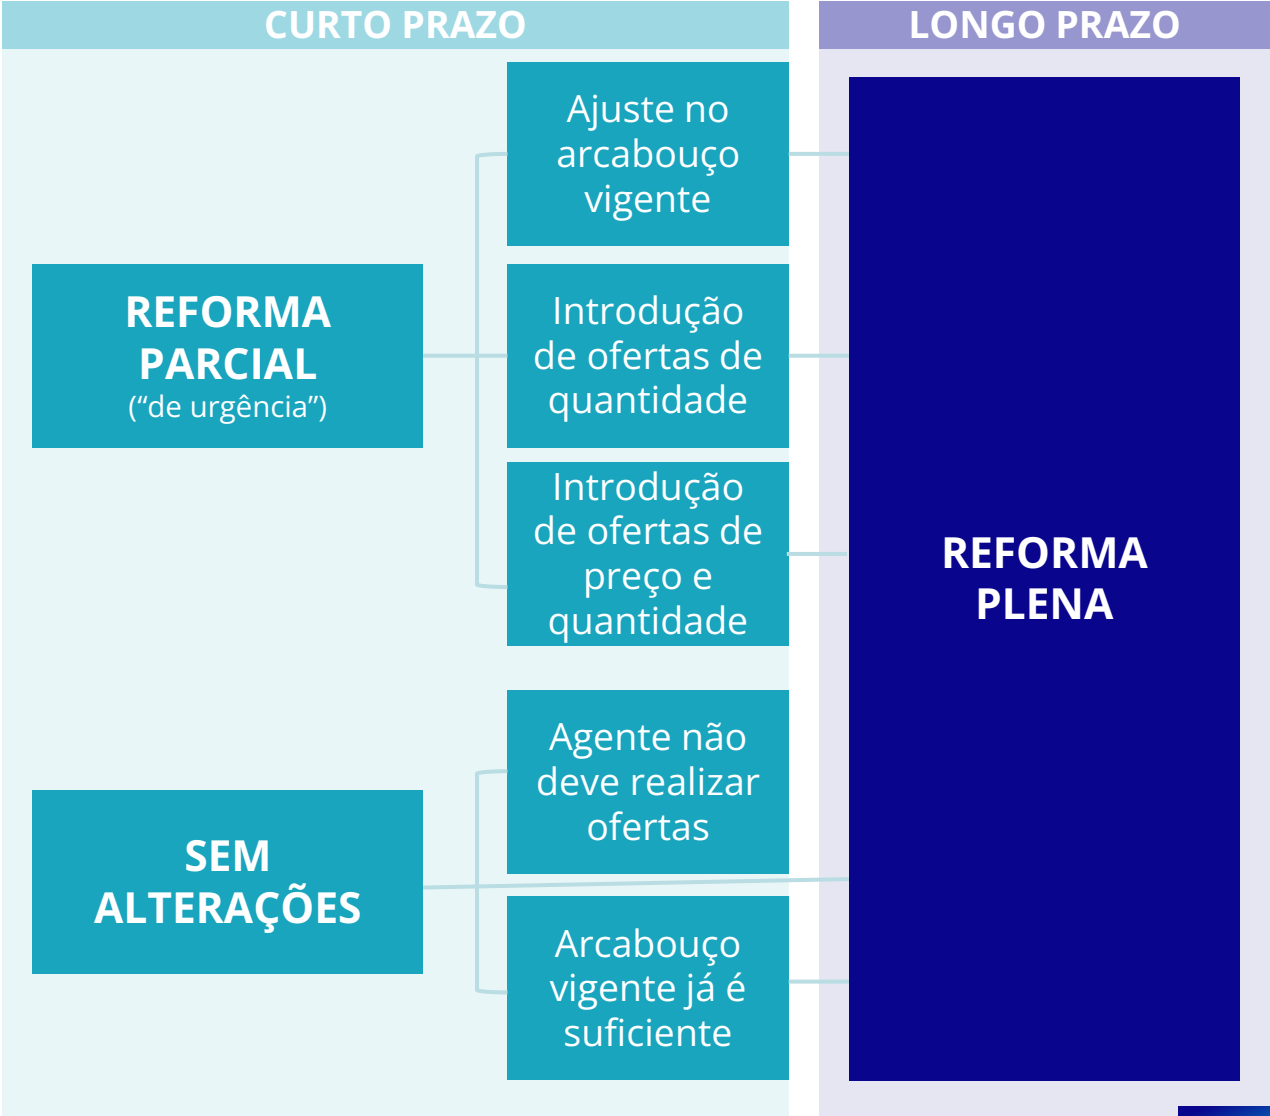 CURTO PRAZO
LONGO PRAZO
Ajuste no
arcabouço
vigente
REFORMA
PARCIAL
(“de urgência”)
Introdução
de ofertas de
quantidade
Introdução
de ofertas de
preço e
quantidade
REFORMA
PLENA
Agente não
deve realizar
ofertas
SEM
ALTERAÇÕES
Arcabouço
vigente já é
suficiente